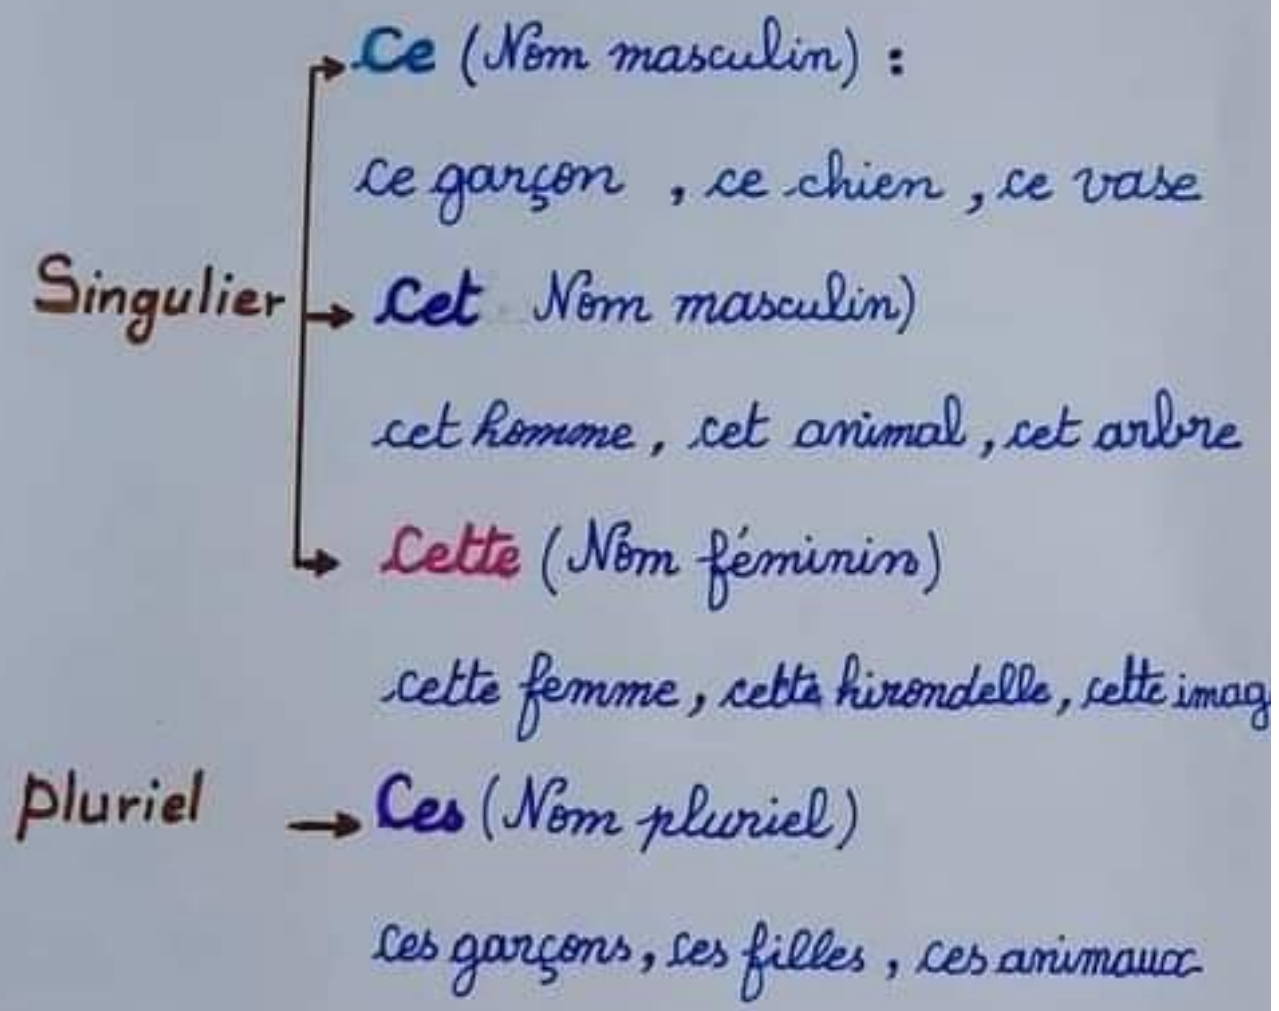 Ce (Nom masculin) :
ce garçon , ce chien , ce vase
Singulier
Cet Nom masculin)
cet homme, cet animal, cet arbre
Cette (Nom féminin)
cette femme, cette hirondelle, cette imag
pluriel
Ces (Nom pluriel)
ces garçons, ces filles, ces animaux